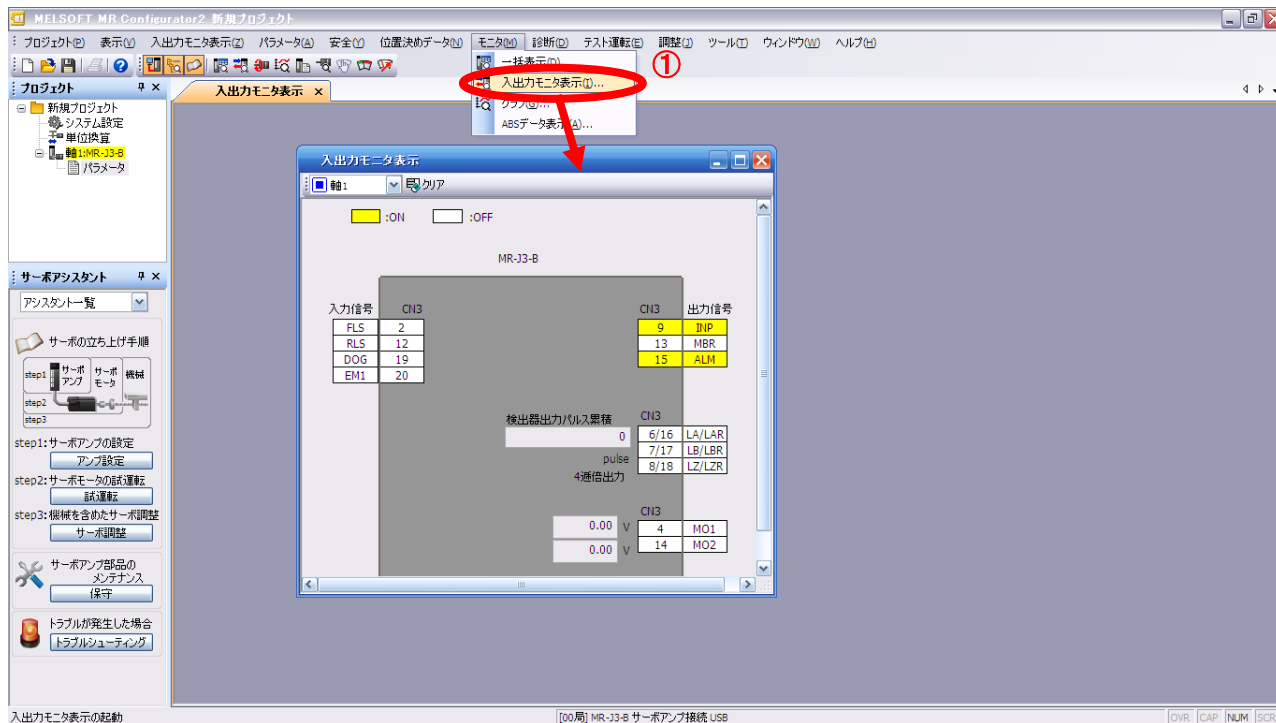 MELSOFT MR Configurator2 新規プロジェクト
プロジェクト(P) 表示(V) 入出力モニタ表示(Z) パラメータ(A) 安全(Y) 位置決めデータ(N) モニタ(M) 診断(D) テスト運転(E) 調整(J) ツール(T) ウィンドウ(W) ヘルプ(H)
一括表示(D)...
①
入出力モニタ表示(I)...
グラフ(G)...
ABSデータ表示(A)...
プロジェクト
新規プロジェクト
システム設定
単位換算
軸1:MR-J3-B
パラメータ
入出力モニタ表示
入出力モニタ表示
軸1 クリア
:ON :OFF
MR-J3-B
入力信号 CN3 CN3 出力信号
FLS 2 9 INP
RLS 12 13 MBR
DOG 19 15 ALM
EM1 20
検出器出力パルス累積 CN3
0 6/16 LA/LAR
7/17 LB/LBR
pulse 8/18 LZ/LZR
4逓倍出力
CN3
0.00 V 4 MO1
0.00 V 14 MO2
サーボアシスタント
アシスタント一覧
サーボの立ち上げ手順
step1 サーボアンプ サーボモータ 機械
step2
step3
step1:サーボアンプの設定
アンプ設定
step2:サーボモータの試運転
試運転
step3:機械を含めたサーボ調整
サーボ調整
サーボアンプ部品の
メンテナンス
保守
トラブルが発生した場合
トラブルシューティング
入出力モニタ表示の起動 [00局] MR-J3-B サーボアンプ接続 USB OVR CAP NUM SCR